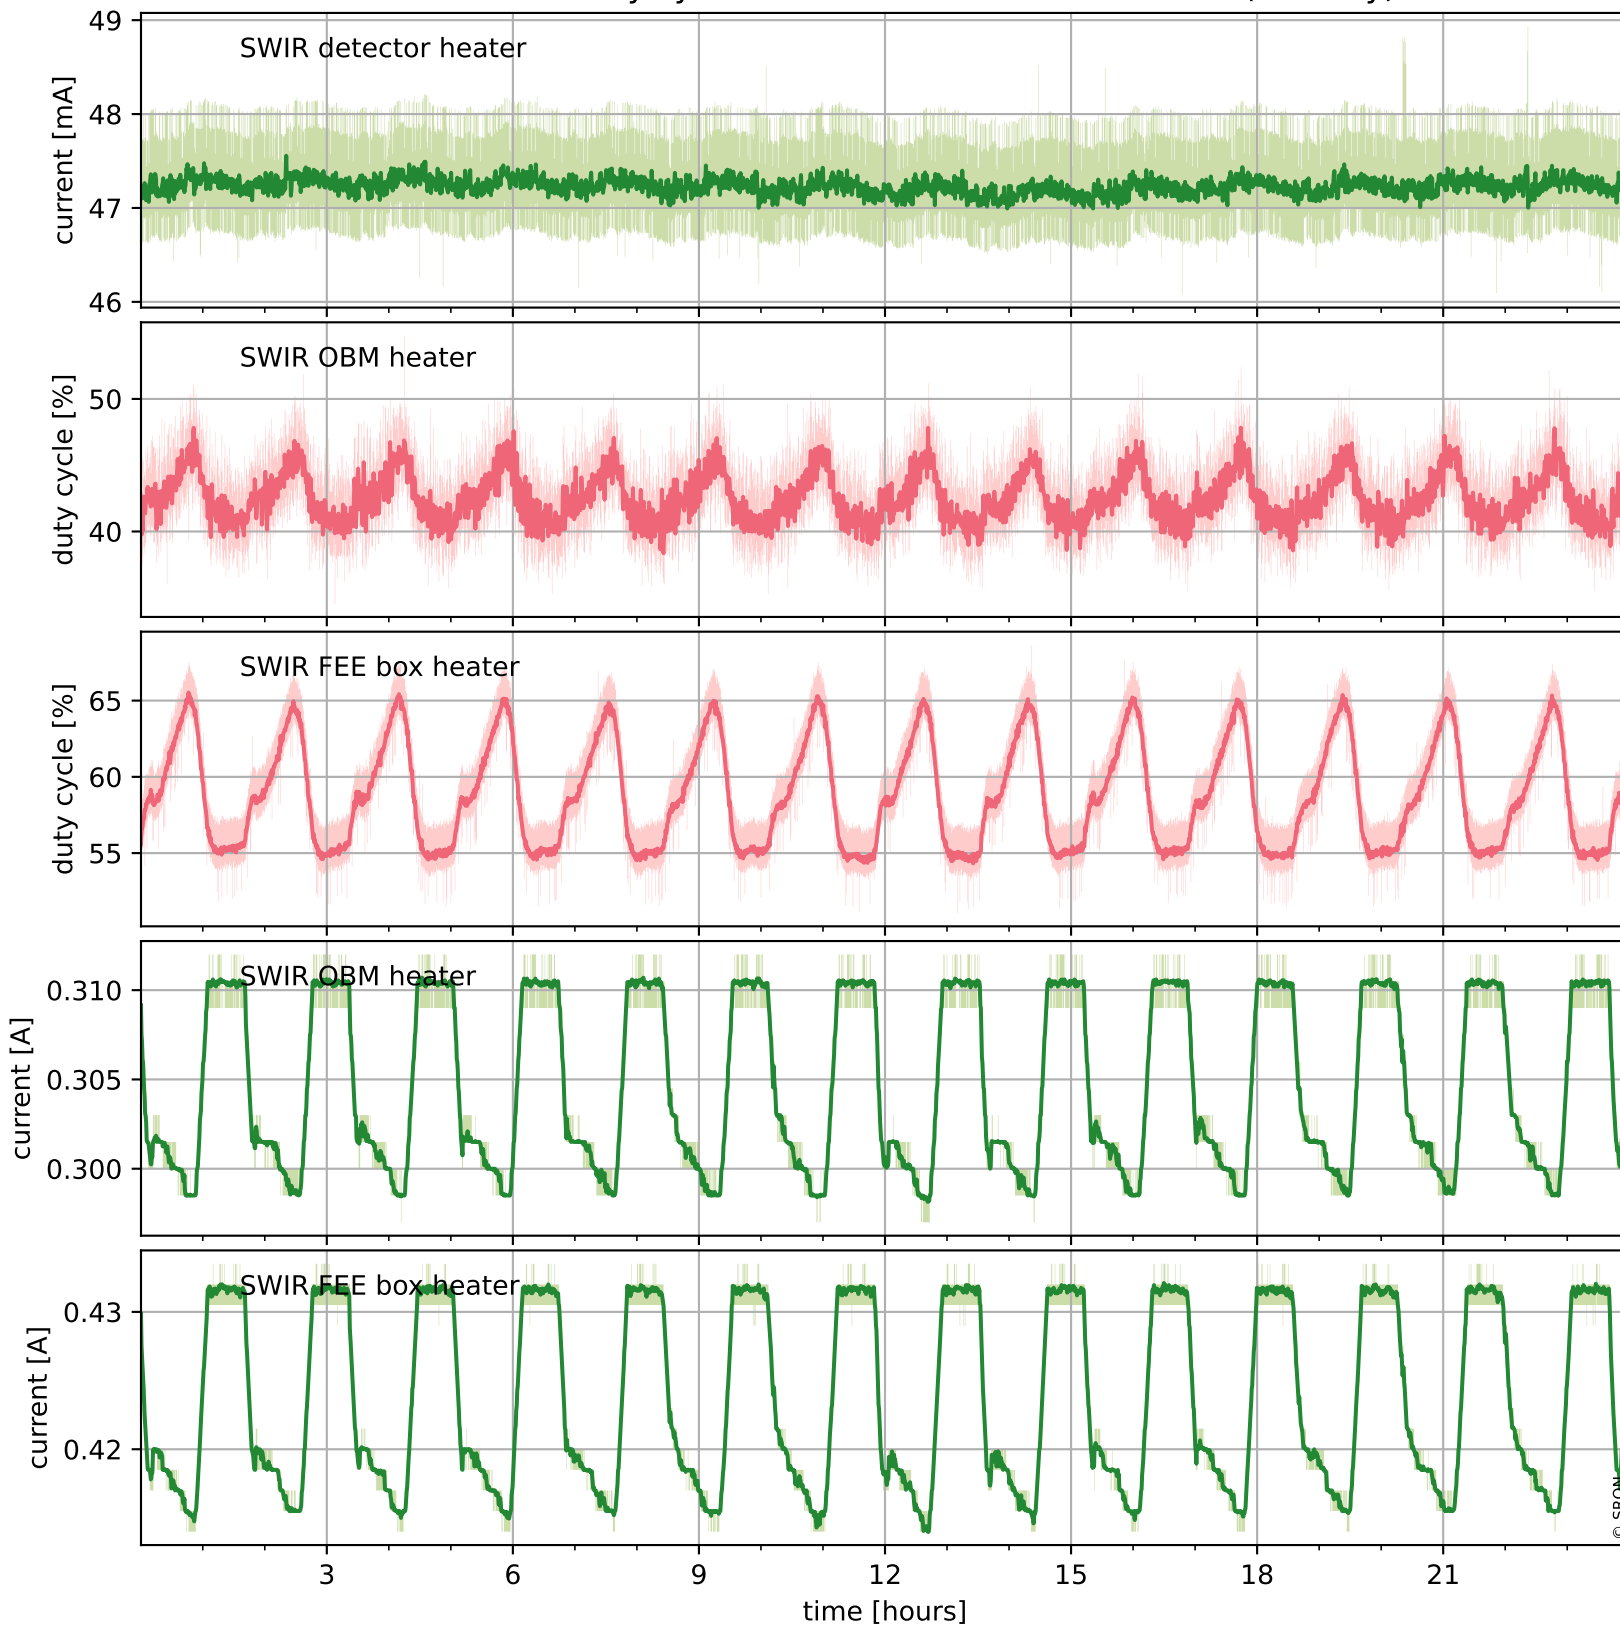 SWIR detector heater
current [mA]
49
48
47
46
SWIR OBM heater
duty cycle [%]
50
40
SWIR FEE box heater
duty cycle [%]
65
60
55
SWIR OBM heater
current [A]
0.310
0.305
0.300
SWIR FEE box heater
current [A]
0.43
0.42
3 6 9 12 15 18 21
time [hours]
© SRON